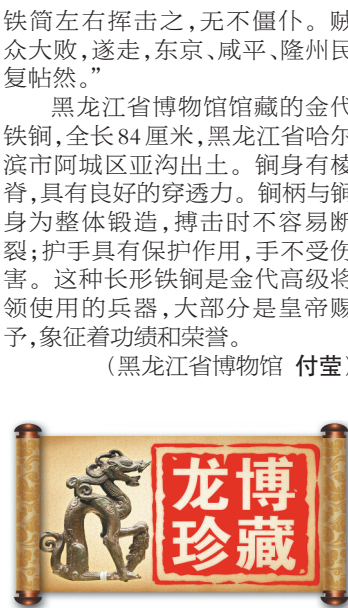 铁简左右挥击之,无不僵仆。贼
众大败,遂走,东京、咸平、隆州民
复帖然。”
黑龙江省博物馆馆藏的金代
铁锏,全长84厘米,黑龙江省哈尔
滨市阿城区亚沟出土。锏身有棱
脊,具有良好的穿透力。锏柄与锏
身为整体锻造,搏击时不容易断
裂;护手具有保护作用,手不受伤
害。这种长形铁锏是金代高级将
领使用的兵器,大部分是皇帝赐
予,象征着功绩和荣誉。
(黑龙江省博物馆 付莹)
龙博
珍藏